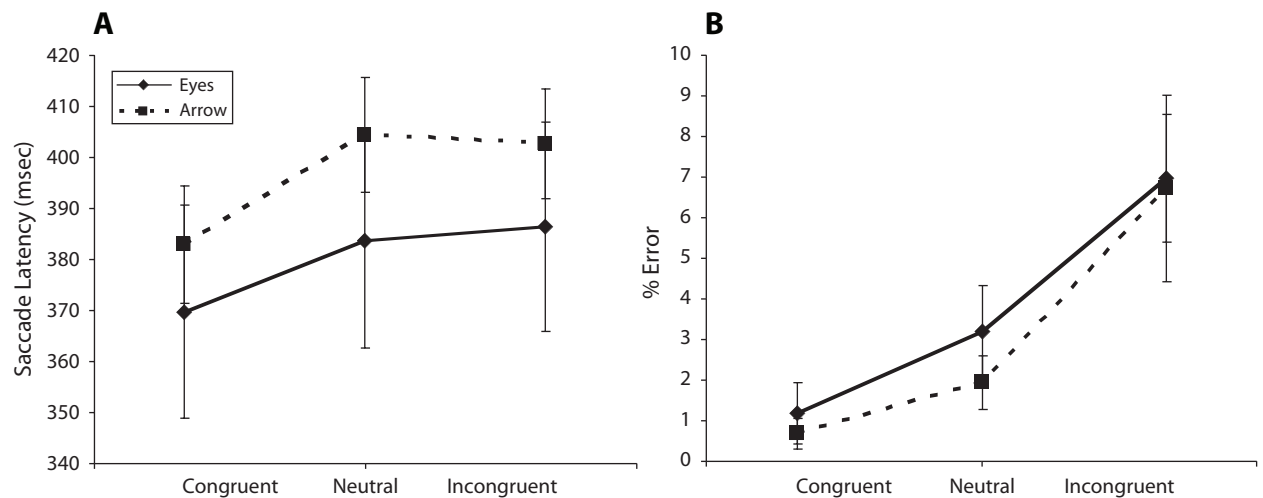 A
Saccade Latency (msec)
420
410
400
390
380
370
360
350
340
Eyes
Arrow
Congruent Neutral Incongruent
B
% Error
10
9
8
7
6
5
4
3
2
1
0
Congruent Neutral Incongruent